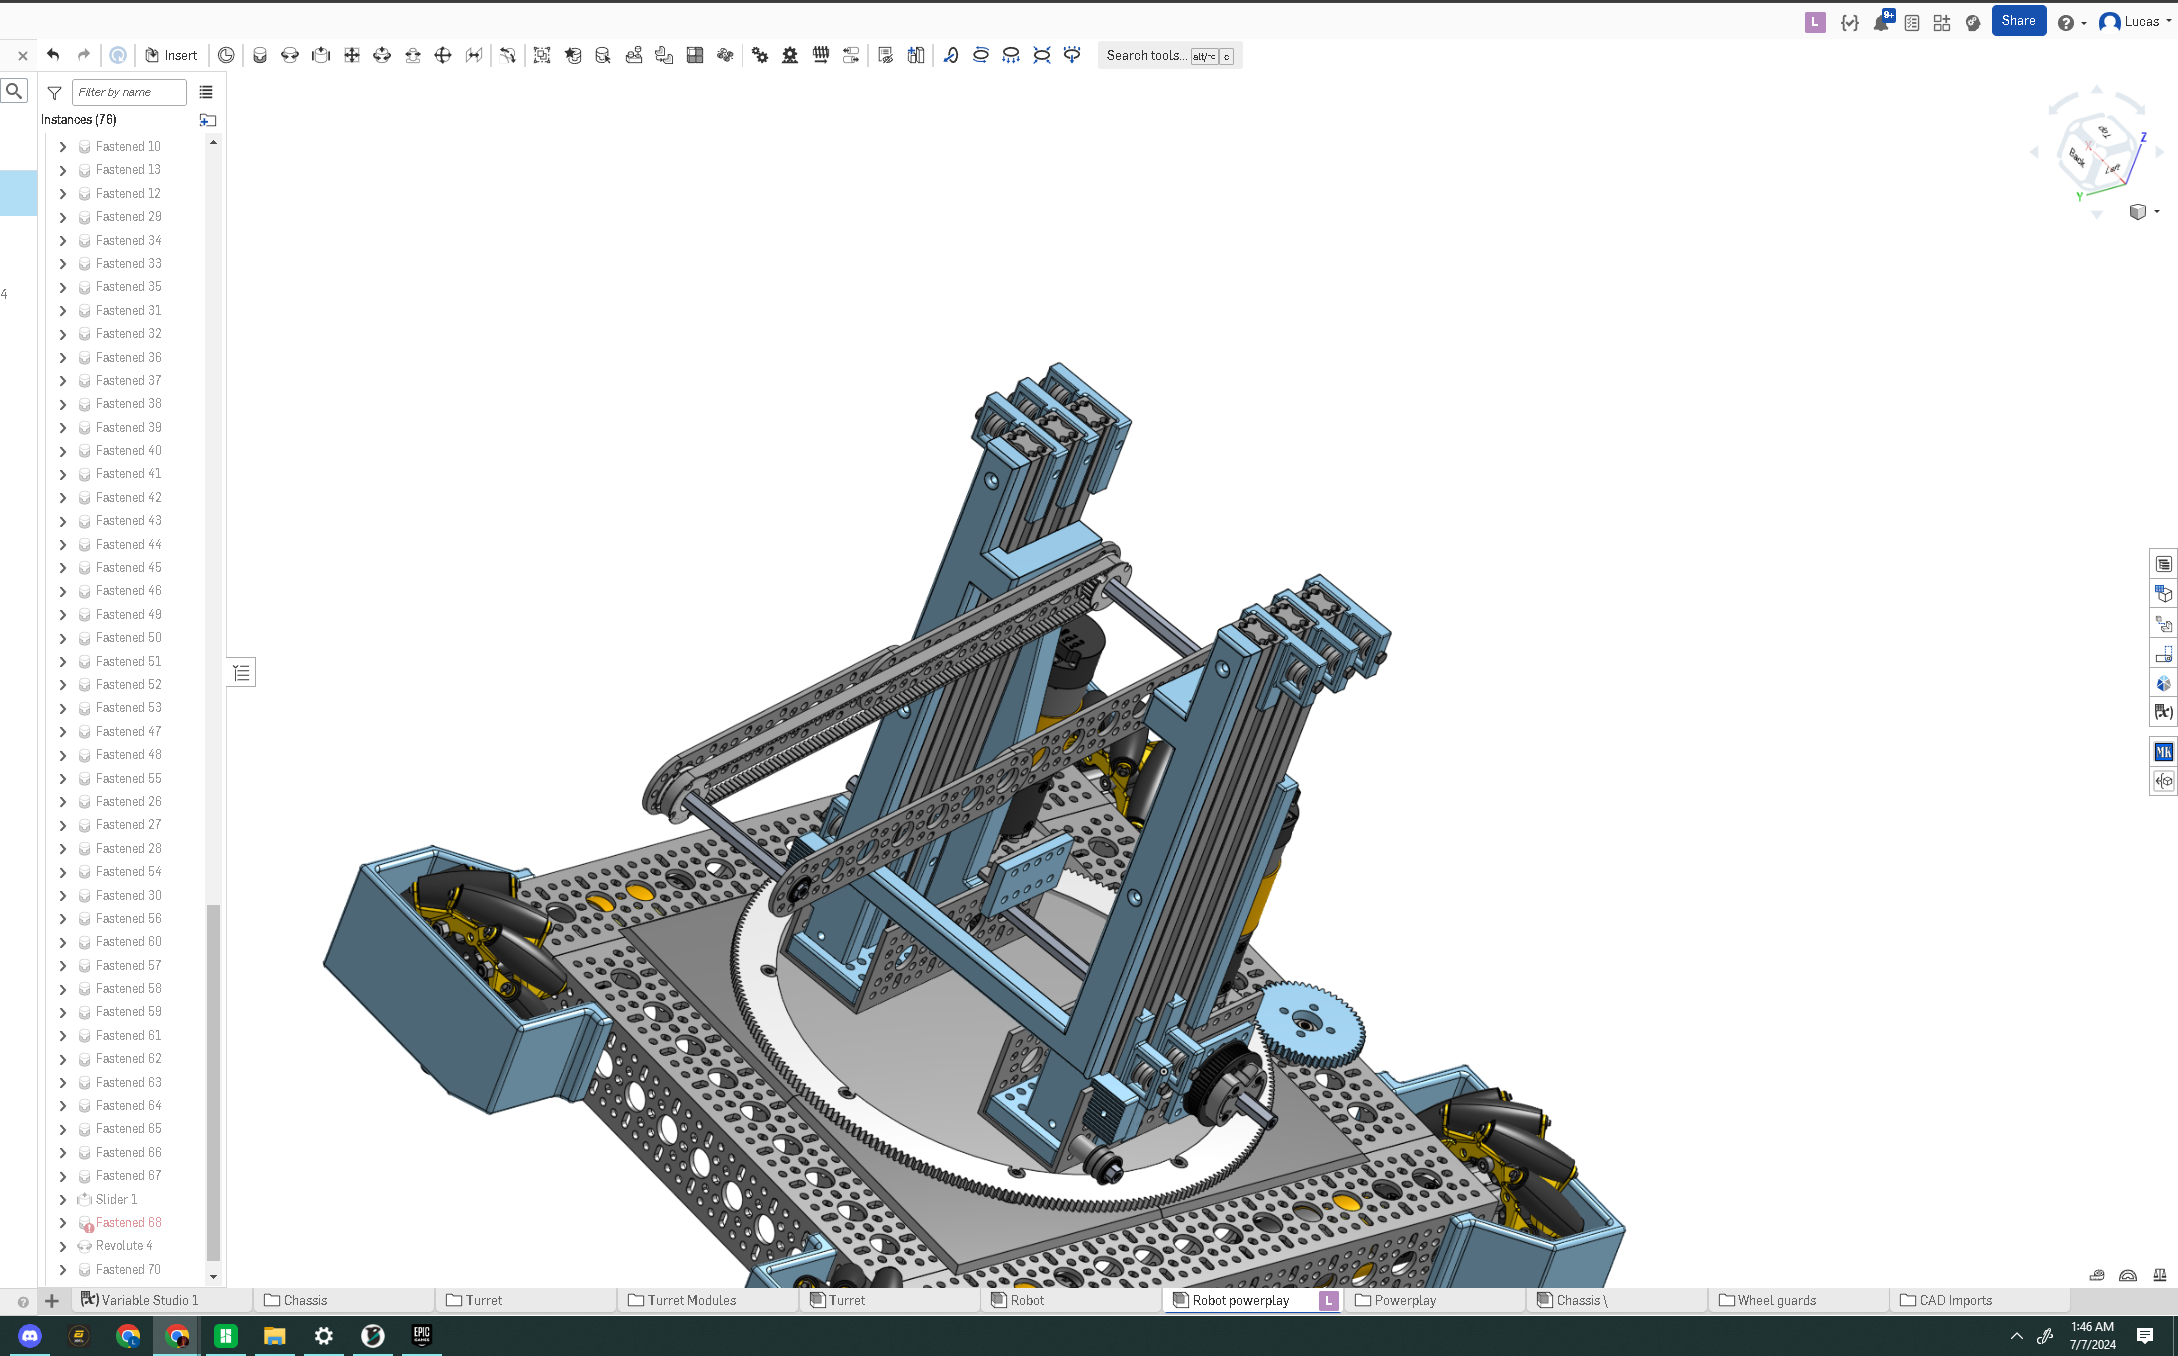 L
9+
Share
Lucas
Insert
Search tools... alt/⌥ c
Filter by name
Instances (76)
Fastened 10
Fastened 13
Fastened 12
Fastened 29
Fastened 34
Fastened 33
Fastened 35
Fastened 31
Fastened 32
Fastened 36
Fastened 37
Fastened 38
Fastened 39
Fastened 40
Fastened 41
Fastened 42
Fastened 43
Fastened 44
Fastened 45
Fastened 46
Fastened 49
Fastened 50
Fastened 51
Fastened 52
Fastened 53
Fastened 47
Fastened 48
Fastened 55
Fastened 26
Fastened 27
Fastened 28
Fastened 54
Fastened 30
Fastened 56
Fastened 60
Fastened 57
Fastened 58
Fastened 59
Fastened 61
Fastened 62
Fastened 63
Fastened 64
Fastened 65
Fastened 66
Fastened 67
Slider 1
Fastened 68
Revolute 4
Fastened 70
4
Top
Back
Left
X
Y
Z
MK
Variable Studio 1
Chassis
Turret
Turret Modules
Turret
Robot
Robot powerplay
L
Powerplay
Chassis \
Wheel guards
CAD Imports
EPIC
GAMES
1:46 AM
7/7/2024